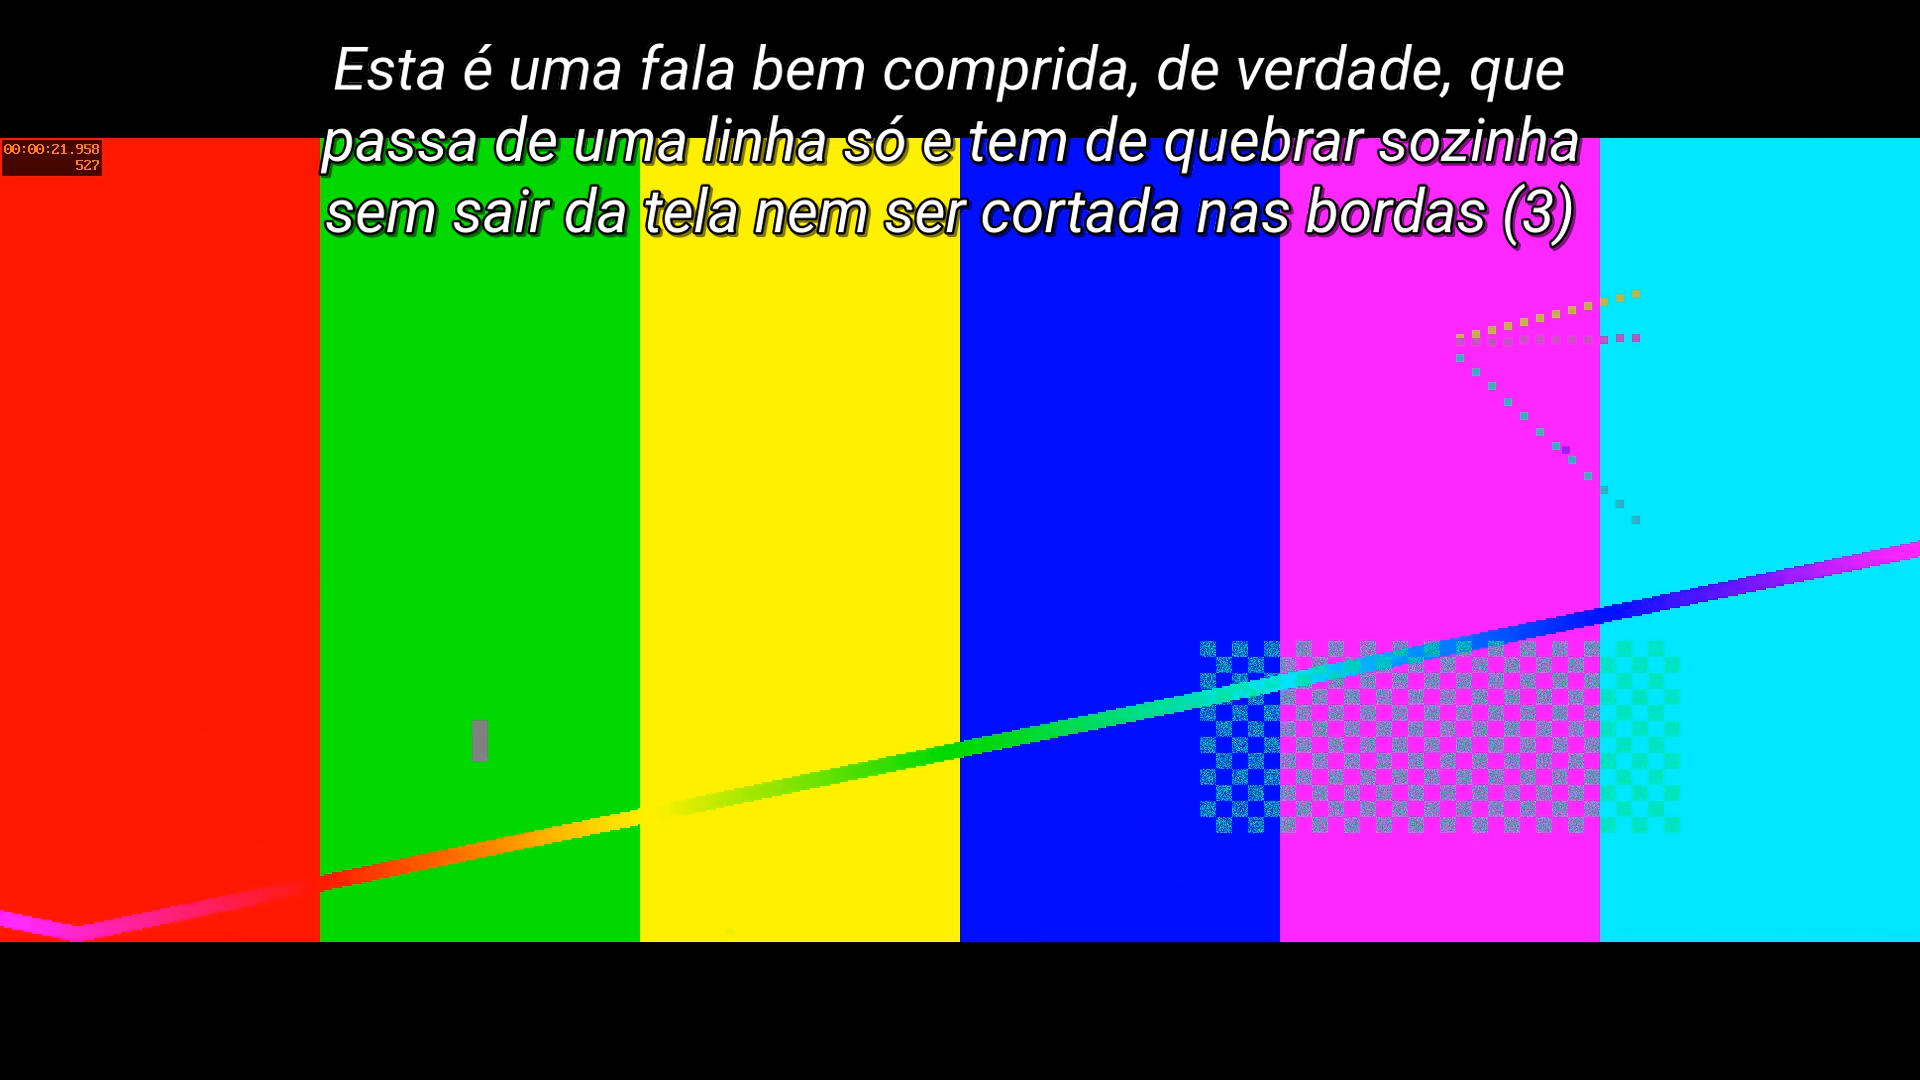 Esta é uma fala bem comprida, de verdade, que
passa de uma linha só e tem de quebrar sozinha
sem sair da tela nem ser cortada nas bordas (3)
00:00:21.958
527